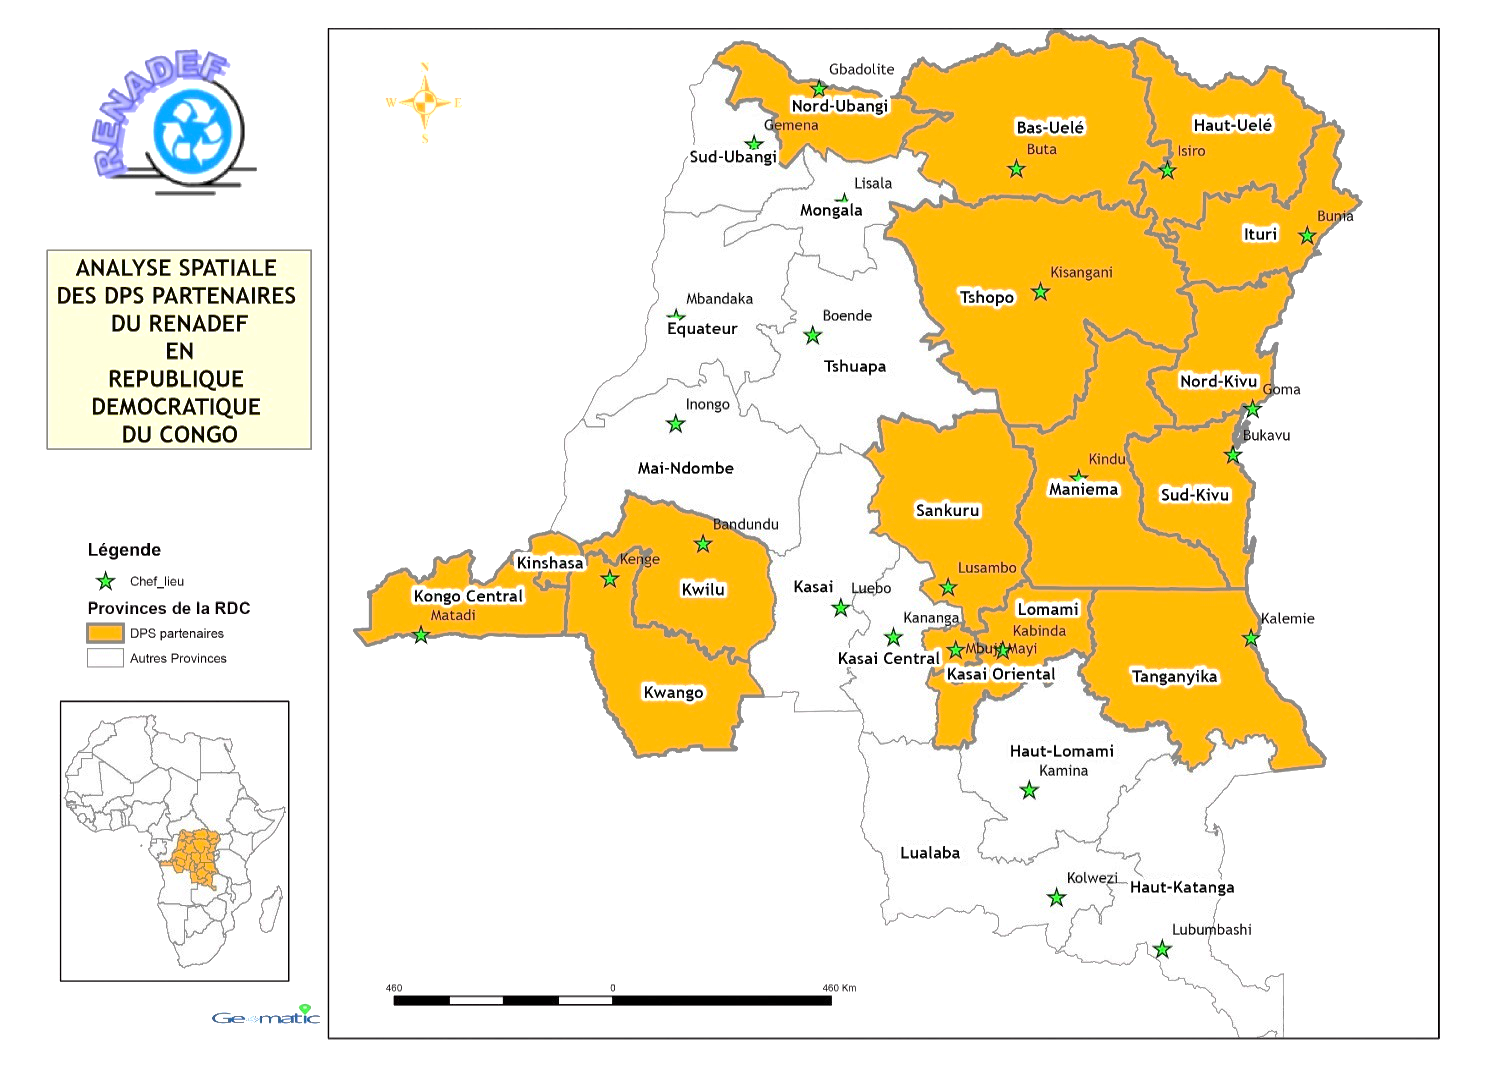 RENADEF
ANALYSE SPATIALE
DES DPS PARTENAIRES
DU RENADEF
EN
REPUBLIQUE
DEMOCRATIQUE
DU CONGO
Légende
Chef_lieu
Provinces de la RDC
DPS partenaires
Autres Provinces
Geomatic
N
W
E
S
Gbadolite
Nord-Ubangi
Gemena
Sud-Ubangi
Bas-Uelé
Buta
Haut-Uelé
Isiro
Lisala
Mongala
Bunia
Ituri
Kisangani
Tshopo
Mbandaka
Equateur
Boende
Tshuapa
Nord-Kivu
Goma
Inongo
Bukavu
Mai-Ndombe
Kindu
Maniema
Sud-Kivu
Sankuru
Bandundu
Kinshasa
Kenge
Kwilu
Kongo Central
Matadi
Kasai
Luebo
Lusambo
Lomami
Kananga
Kabinda
Kalemie
Mbuji Mayi
Kasai Central
Kasai Oriental
Tanganyika
Kwango
Haut-Lomami
Kamina
Lualaba
Kolwezi
Haut-Katanga
Lubumbashi
460 0 460 Km